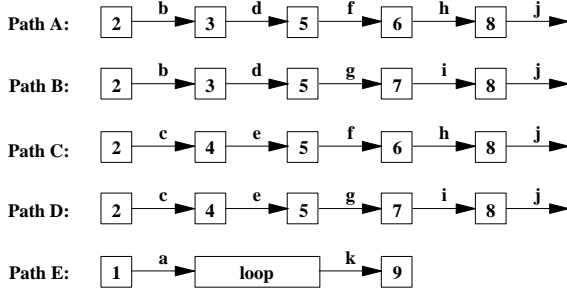 b d f h j
Path A: 2 3 5 6 8
b d g i j
Path B: 2 3 5 7 8
c e f h j
Path C: 2 4 5 6 8
c e g i j
Path D: 2 4 5 7 8
a k
Path E: 1 loop 9